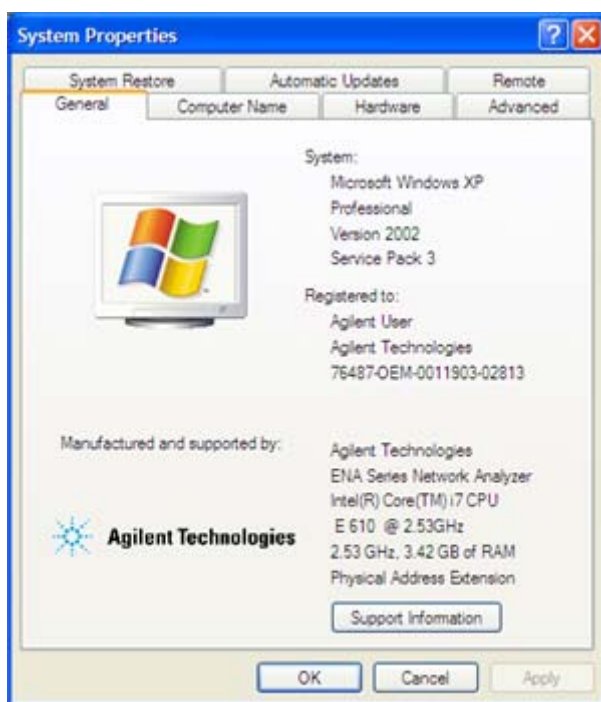 System Properties
System Restore
Automatic Updates
Remote
General
Computer Name
Hardware
Advanced
System:
Microsoft Windows XP
Professional
Version 2002
Service Pack 3
Registered to:
Agilent User
Agilent Technologies
76487-OEM-0011903-02813
Manufactured and supported by:
Agilent Technologies
Agilent Technologies
ENA Series Network Analyzer
Intel(R) Core(TM) i7 CPU
E 610 @ 2.53GHz
2.53 GHz, 3.42 GB of RAM
Physical Address Extension
Support Information
OK
Cancel
Apply